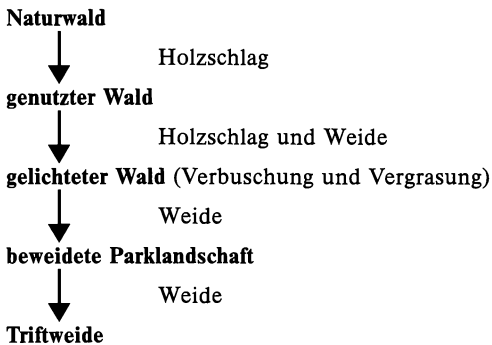 Naturwald
Holzschlag
genutzter Wald
Holzschlag und Weide
gelichteter Wald (Verbuschung und Vergrasung)
Weide
beweidete Parklandschaft
Weide
Triftweide